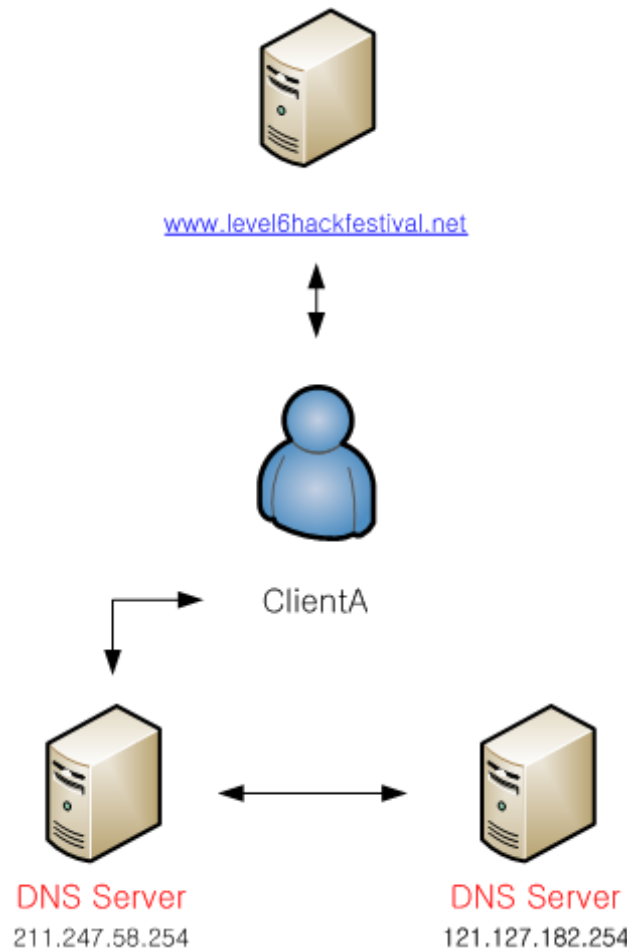 www.level6hackfestival.net
ClientA
DNS Server
211.247.58.254
DNS Server
121.127.182.254